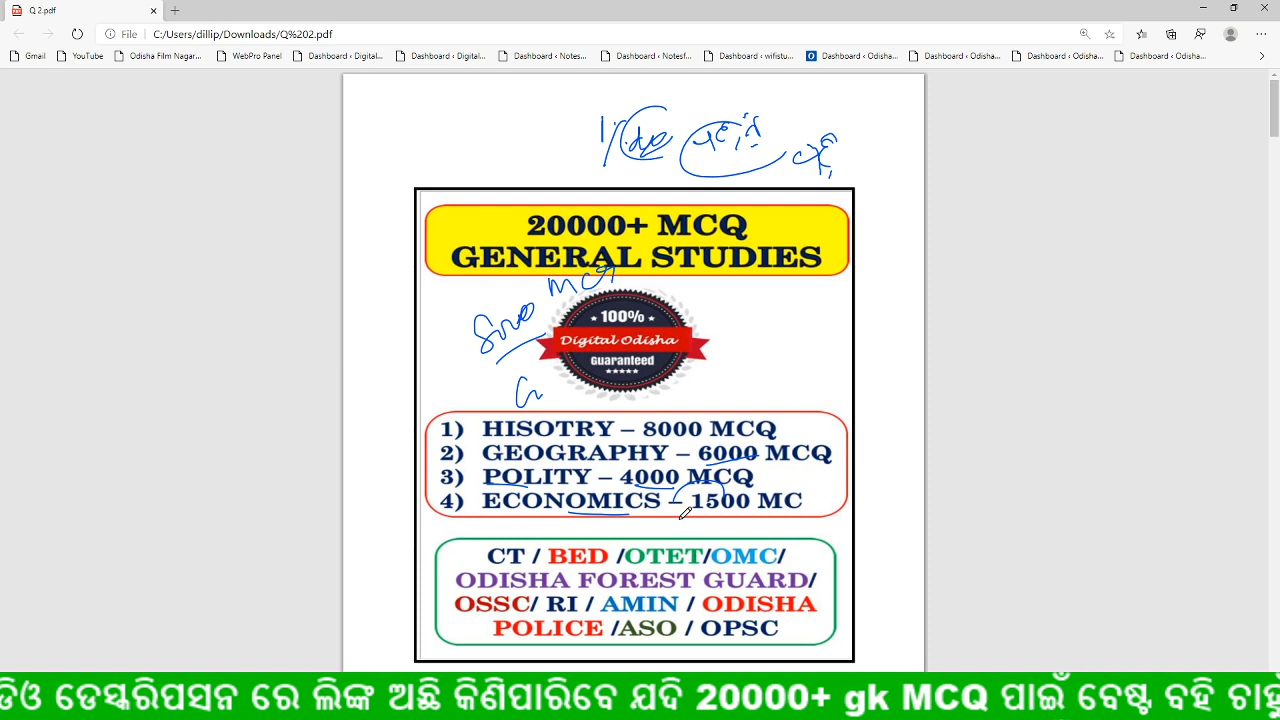 Q 2.pdf
File C:/Users/dillip/Downloads/Q%202.pdf
Gmail YouTube Odisha Film Nagar... WebPro Panel Dashboard ‹ Digital... Dashboard ‹ Digital... Dashboard ‹ Notes... Dashboard ‹ Notesf... Dashboard ‹ wifistu... Dashboard ‹ Odisha... Dashboard ‹ Odisha... Dashboard ‹ Odisha...
20000+ MCQ
GENERAL STUDIES
MCQ
100%
Digital Odisha
Guaranteed
1) HISOTRY – 8000 MCQ
2) GEOGRAPHY – 6000 MCQ
3) POLITY – 4000 MCQ
4) ECONOMICS – 1500 MC
CT / BED /OTET/OMC/
ODISHA FOREST GUARD/
OSSC/ RI / AMIN / ODISHA
POLICE /ASO / OPSC
ଡିଓ ଡେସ୍କରିପସନ ରେ ଲିଙ୍କ ଅଛି କିଣିପାରିବେ ଯଦି 20000+ gk MCQ ପାଇଁ ବେଷ୍ଟ ବହି ଚାହୁଁ